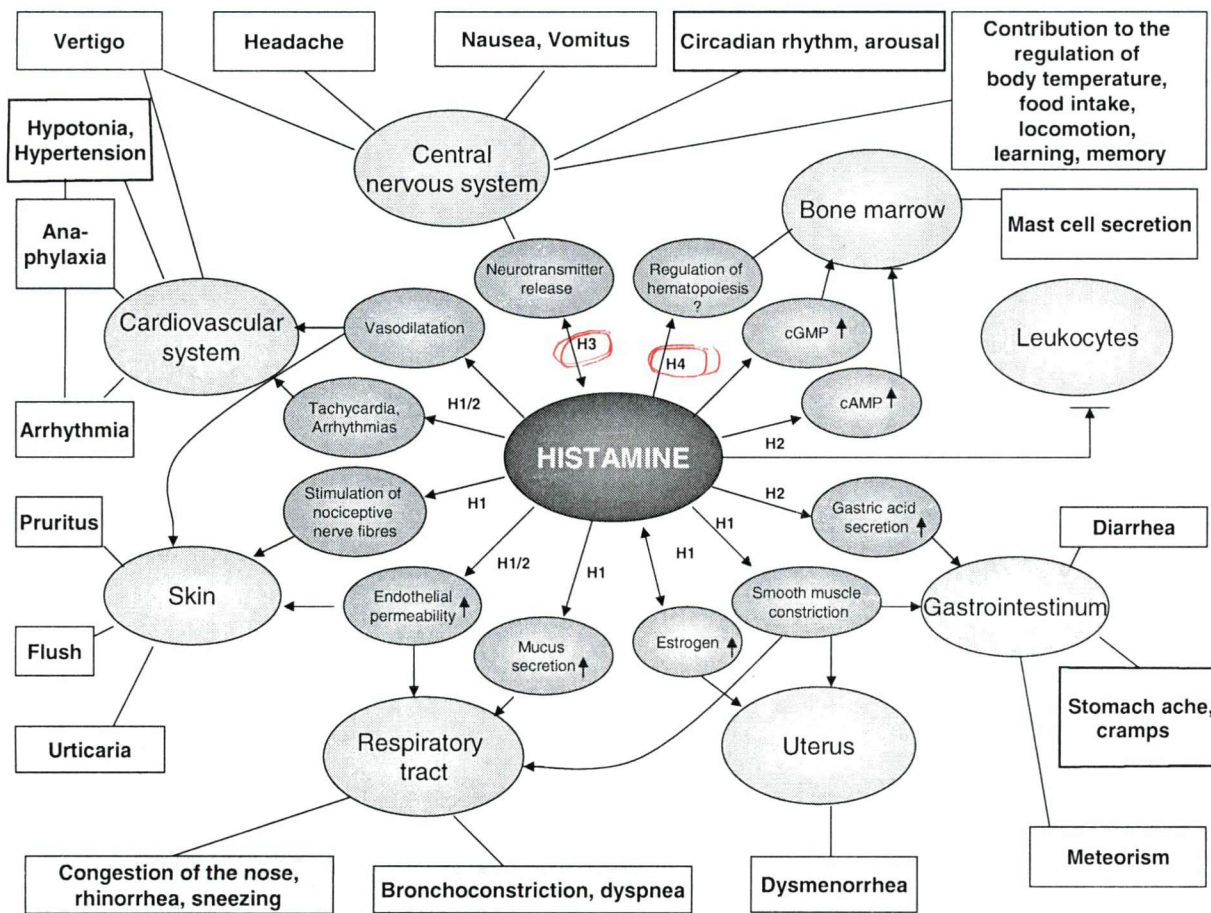 Vertigo
Headache
Nausea, Vomitus
Circadian rhythm, arousal
Contribution to the
regulation of
body temperature,
food intake,
locomotion,
learning, memory
Hypotonia,
Hypertension
Central
nervous system
Bone marrow
Mast cell secretion
Ana-
phylaxia
Neurotransmitter
release
Regulation of
hematopoiesis
?
Cardiovascular
system
Vasodilatation
cGMP
Leukocytes
H3
H4
Tachycardia,
Arrhythmias
H1/2
cAMP
Arrhythmia
HISTAMINE
H2
Stimulation of
nociceptive
nerve fibres
H1
H2
Gastric acid
secretion
Pruritus
H1
Diarrhea
H1/2
H1
H1
Skin
Endothelial
permeability
Smooth muscle
constriction
Gastrointestinum
Flush
Mucus
secretion
Estrogen
Urticaria
Respiratory
tract
Uterus
Stomach ache,
cramps
Congestion of the nose,
rhinorrhea, sneezing
Bronchoconstriction, dyspnea
Dysmenorrhea
Meteorism